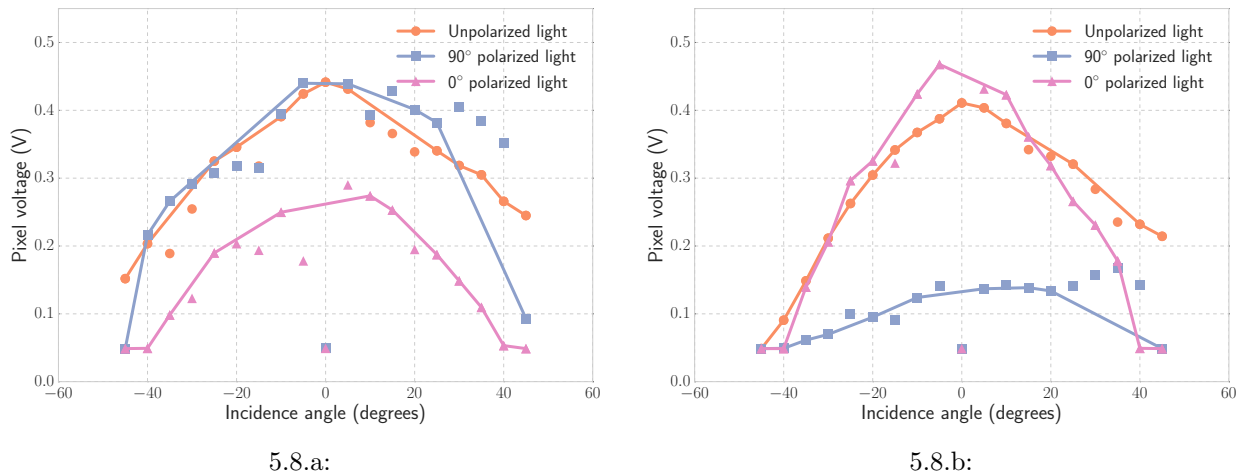 Unpolarized light
90° polarized light
0° polarized light
0.5
0.4
0.3
0.2
0.1
0.0
Pixel voltage (V)
−60 −40 −20 0 20 40 60
Incidence angle (degrees)
5.8.a:
Unpolarized light
90° polarized light
0° polarized light
0.5
0.4
0.3
0.2
0.1
0.0
Pixel voltage (V)
−60 −40 −20 0 20 40 60
Incidence angle (degrees)
5.8.b: